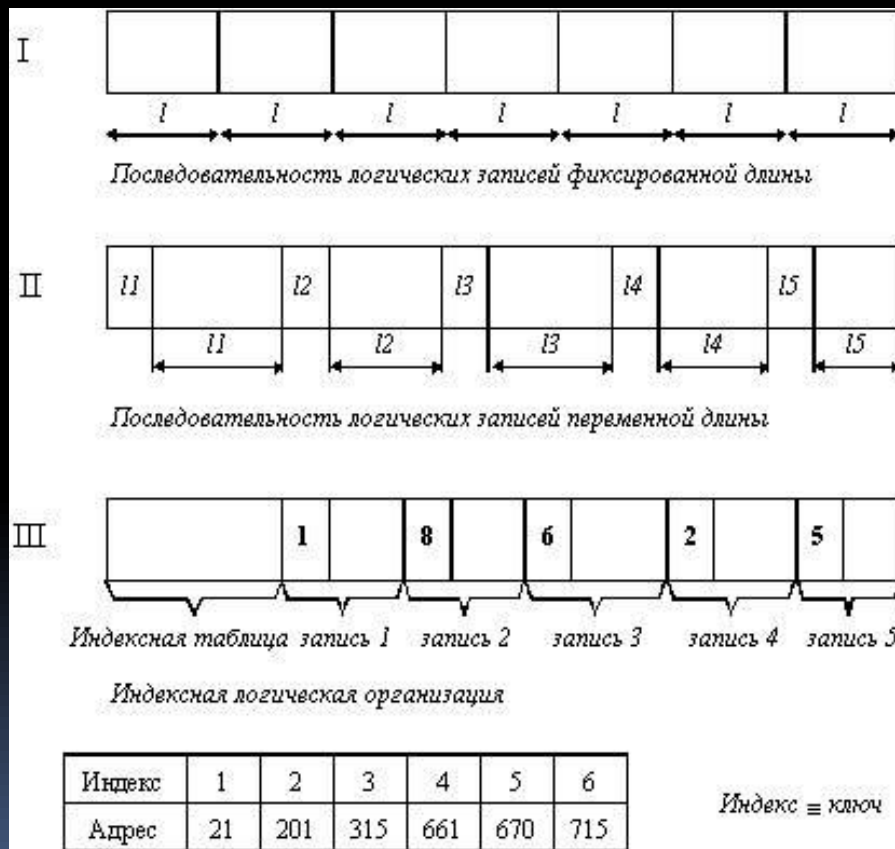 I
l l l l l l l
Последовательность логических записей фиксированной длины
II
l1 l2 l3 l4 l5
l1 l2 l3 l4 l5
Последовательность логических записей переменной длины
III
1 8 6 2 5
Индексная таблица запись 1 запись 2 запись 3 запись 4 запись 5
Индексная логическая организация
Индекс 1 2 3 4 5 6
Адрес 21 201 315 661 670 715
Индекс ≡ ключ